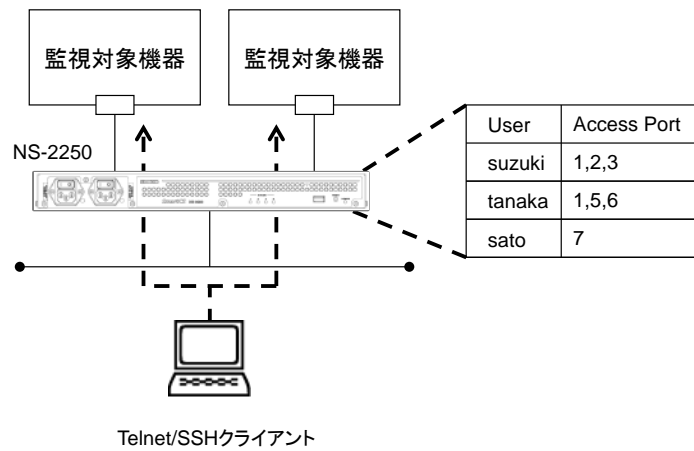 監視対象機器
監視対象機器
NS-2250
User Access Port
suzuki 1,2,3
tanaka 1,5,6
sato 7
Telnet/SSHクライアント